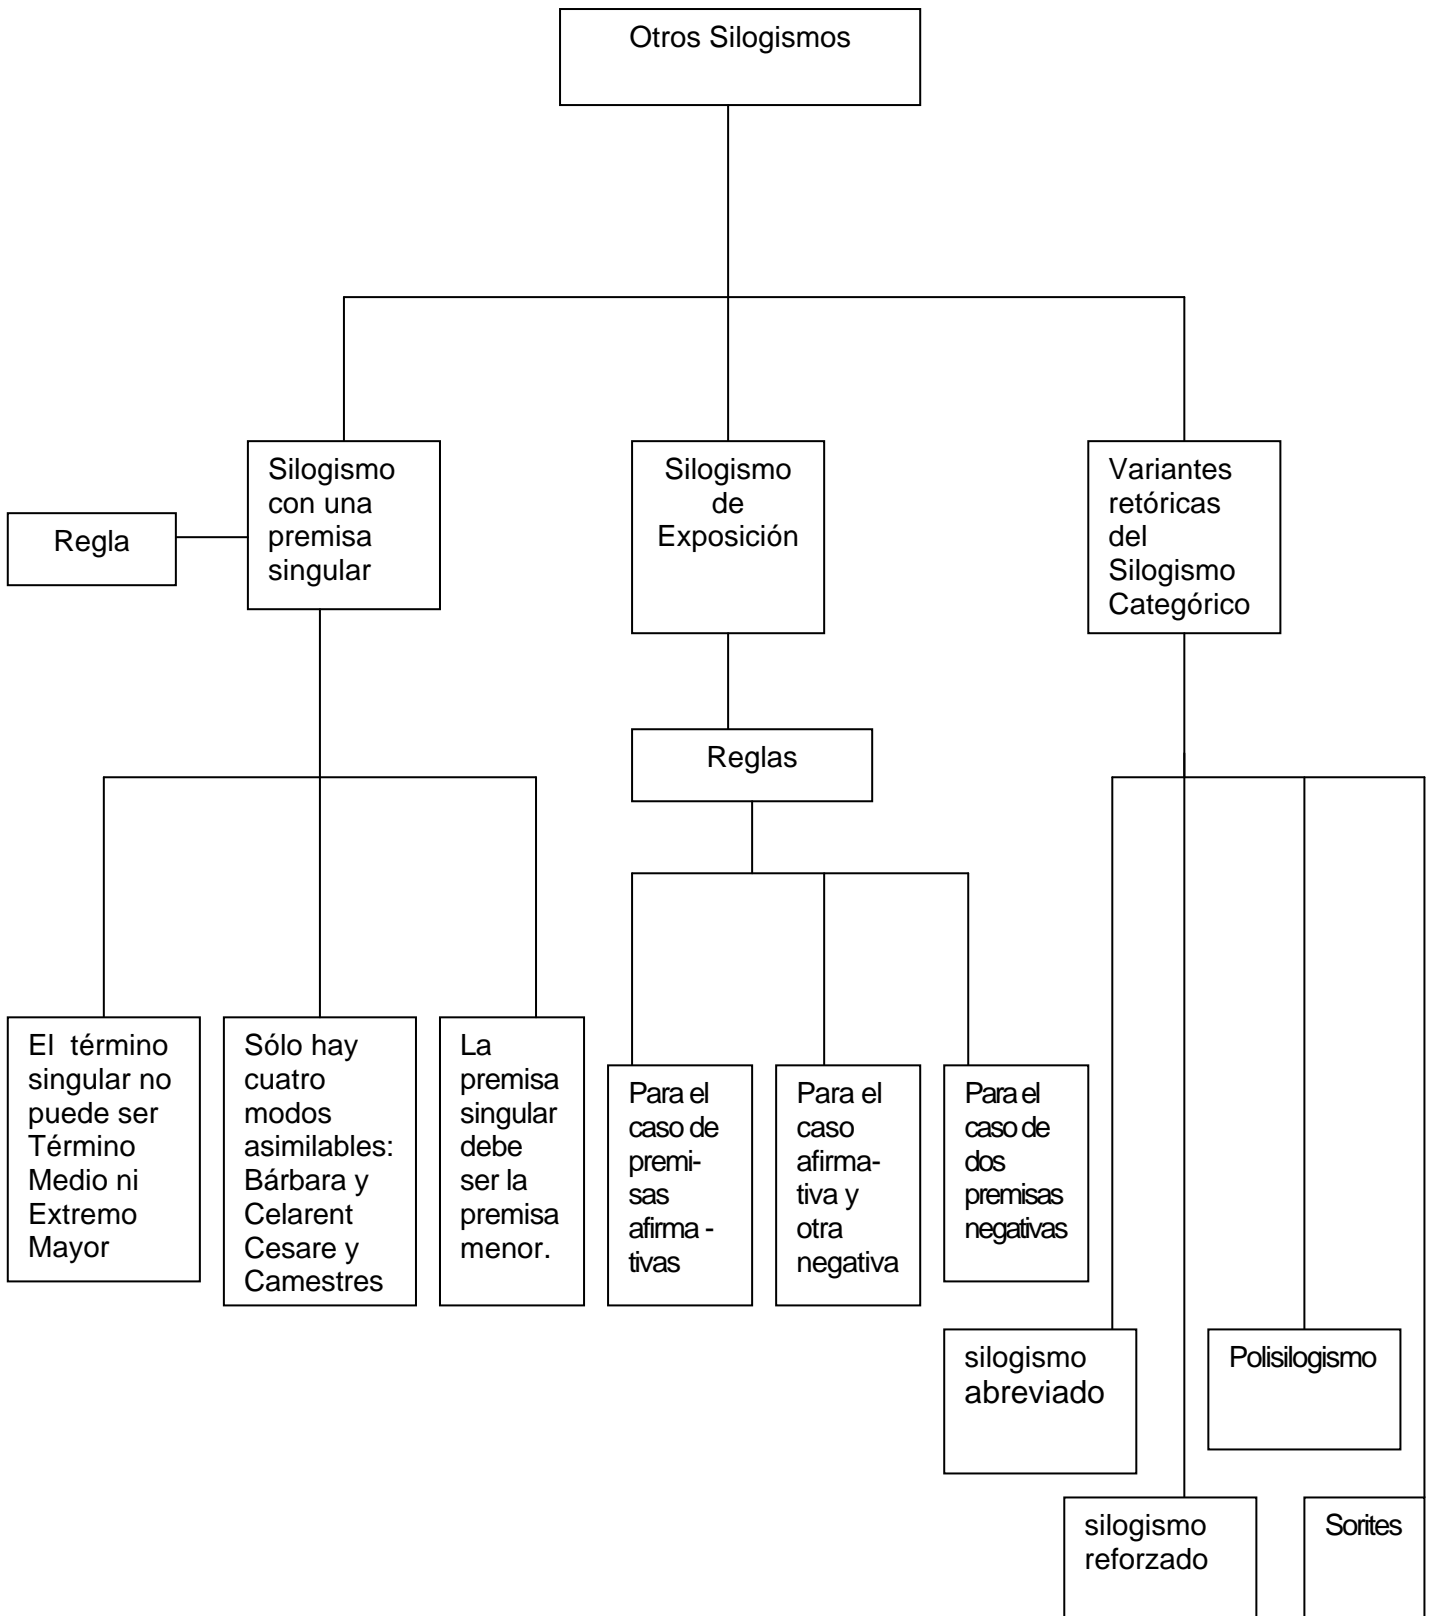 Otros Silogismos
Regla
Silogismo
con una
premisa
singular
Silogismo
de
Exposición
Variantes
retóricas
del
Silogismo
Categórico
Reglas
El término
singular no
puede ser
Término
Medio ni
Extremo
Mayor
Sólo hay
cuatro
modos
asimilables:
Bárbara y
Celarent
Cesare y
Camestres
La
premisa
singular
debe
ser la
premisa
menor.
Para el
caso de
premi-
sas
afirma -
tivas
Para el
caso
afirma-
tiva y
otra
negativa
Para el
caso de
dos
premisas
negativas
silogismo
abreviado
Polisilogismo
silogismo
reforzado
Sorites